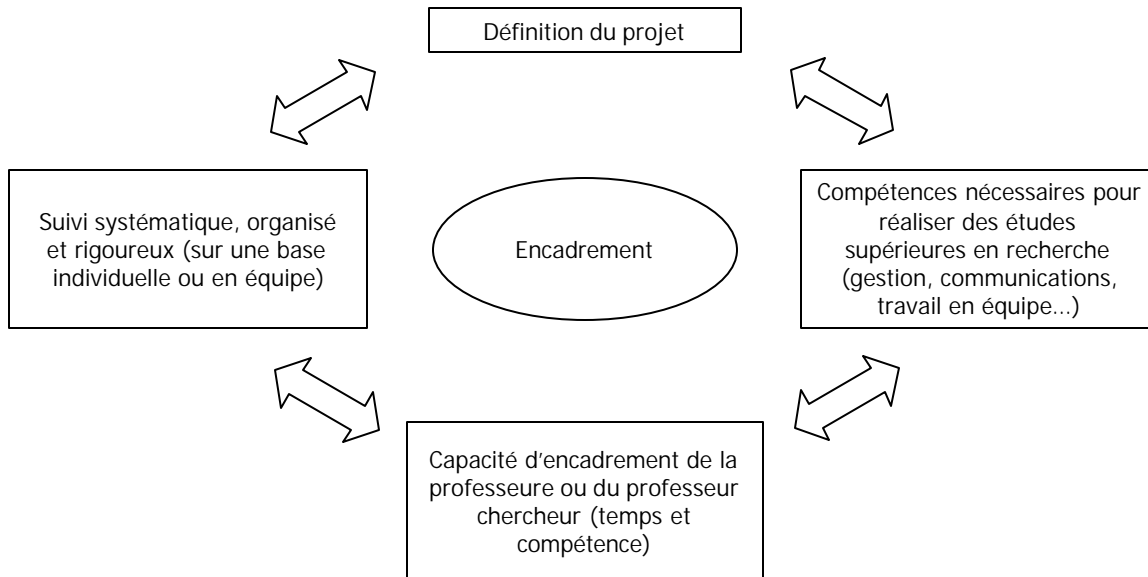 Définition du projet
Suivi systématique, organisé
et rigoureux (sur une base
individuelle ou en équipe)
Encadrement
Compétences nécessaires pour
réaliser des études
supérieures en recherche
(gestion, communications,
travail en équipe...)
Capacité d'encadrement de la
professeure ou du professeur
chercheur (temps et
compétence)